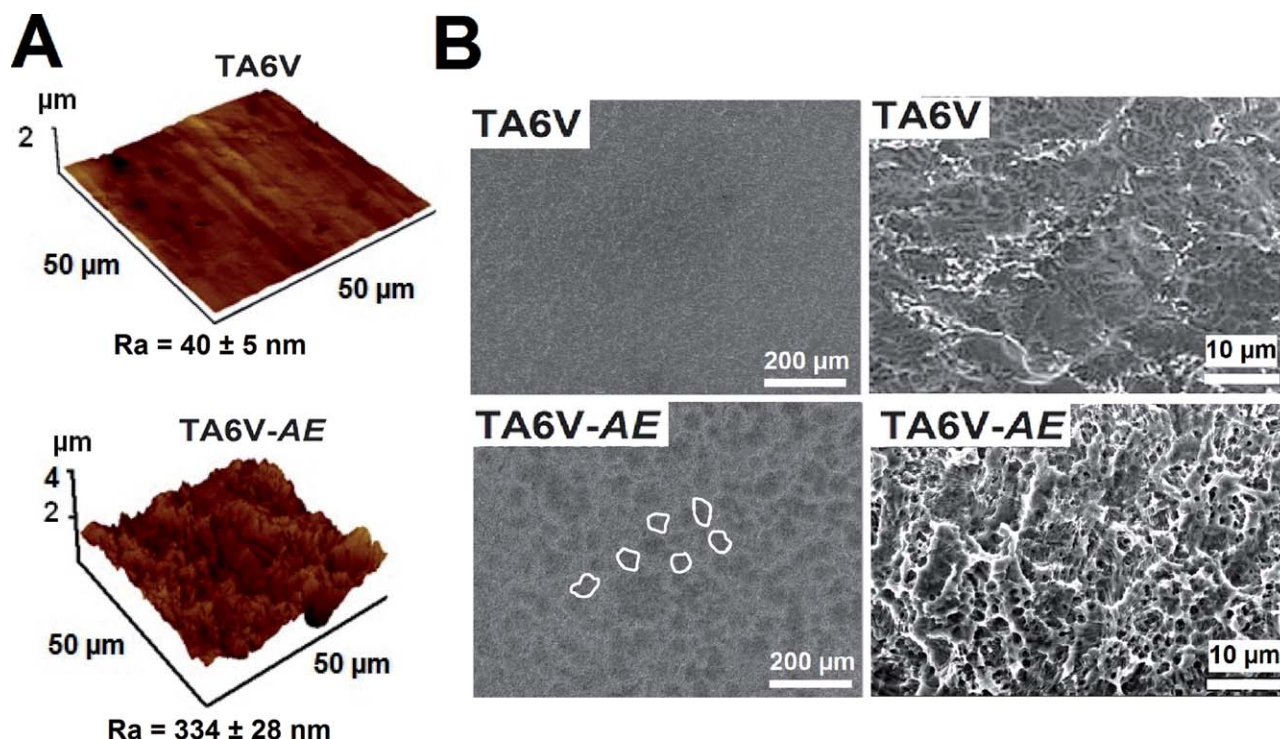 A
TA6V
µm
2
50 µm
50 µm
Ra = 40 ± 5 nm
TA6V-AE
µm
4
2
50 µm
50 µm
Ra = 334 ± 28 nm
B
TA6V
200 µm
TA6V
10 µm
TA6V-AE
200 µm
TA6V-AE
10 µm